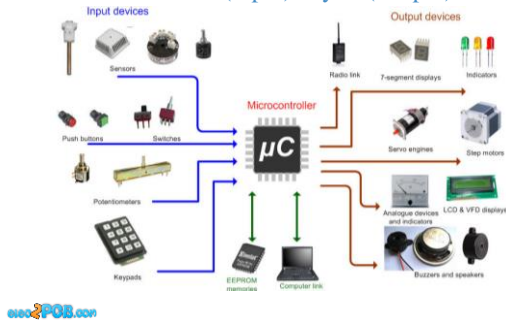 Input devices
Output devices
Sensors
Radio link
7-segment displays
Indicators
Microcontroller
Push buttons
Switches
µC
Servo engines
Step motors
Potentiometers
Analogue devices
and indicators
LCD & VFD displays
Keypads
EEPROM
memories
Computer link
Buzzers and speakers
elec2PCB.com